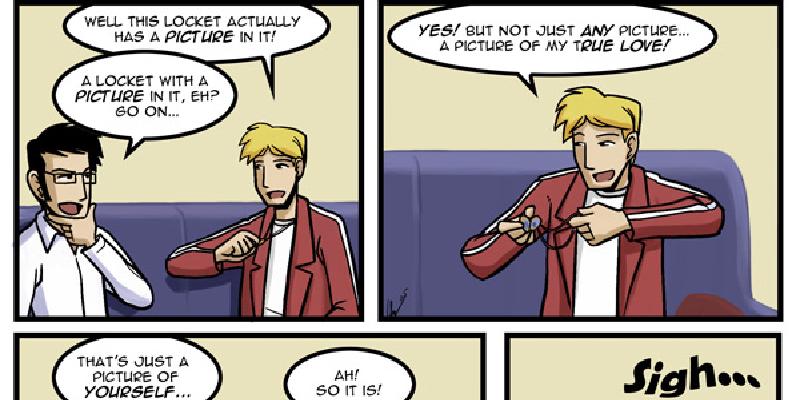 WELL THIS LOCKET ACTUALLY
HAS A PICTURE IN IT!
A LOCKET WITH A
PICTURE IN IT, EH?
GO ON...
YES! BUT NOT JUST ANY PICTURE...
A PICTURE OF MY TRUE LOVE!
THAT'S JUST A
PICTURE OF
YOURSELF...
AH!
SO IT IS!
Sigh...